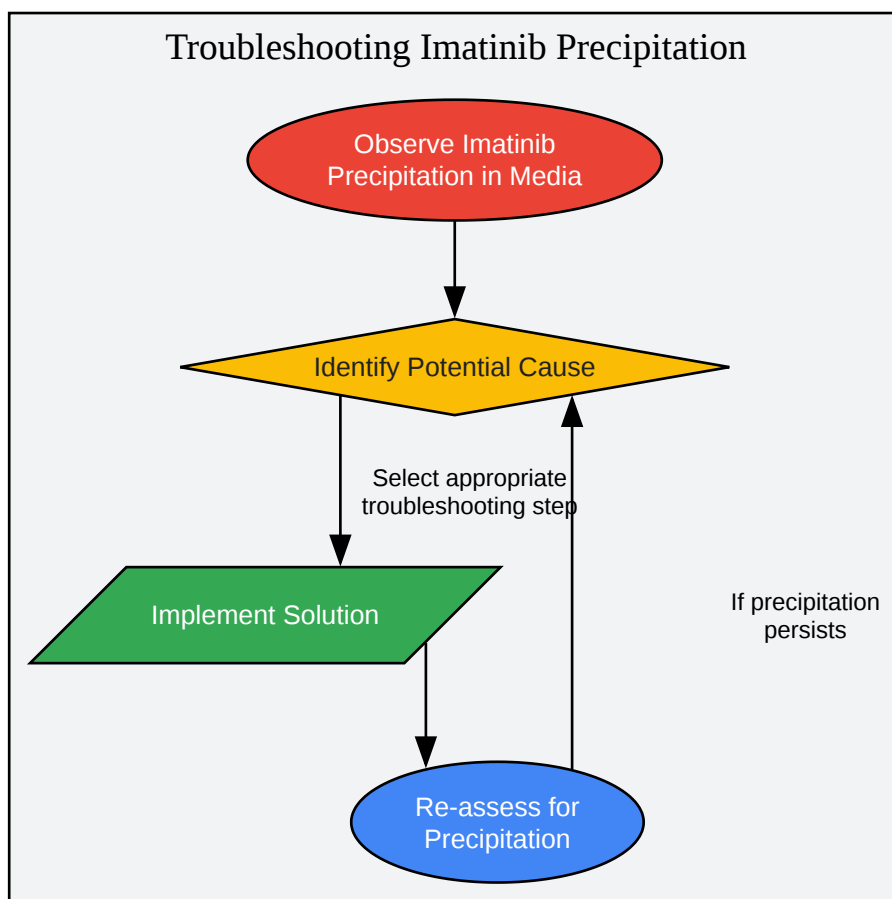 Troubleshooting Imatinib Precipitation
Observe Imatinib
Precipitation in Media
Identify Potential Cause
Select appropriate
troubleshooting step
Implement Solution
If precipitation
persists
Re-assess for
Precipitation